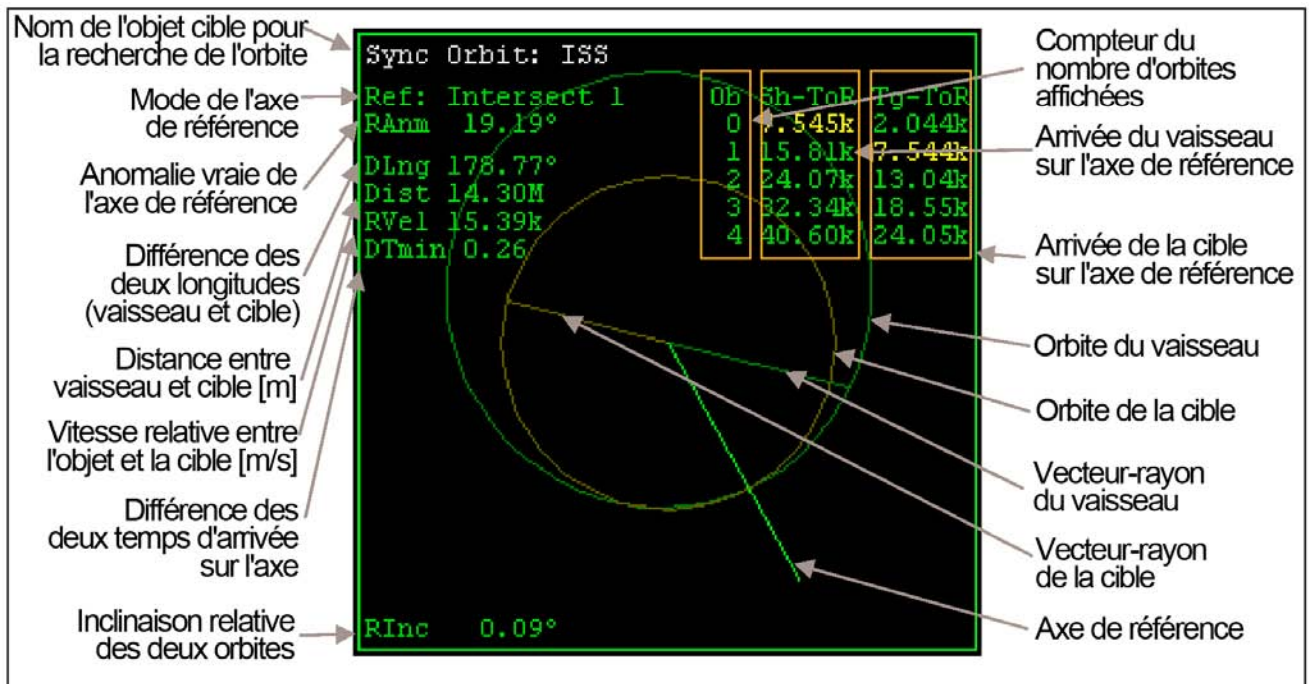 Nom de l'objet cible pour
la recherche de l'orbite
Mode de l'axe
de référence
Anomalie vraie de
l'axe de référence
Différence des
deux longitudes
(vaisseau et cible)
Distance entre
vaisseau et cible [m]
Vitesse relative entre
l'objet et la cible [m/s]
Différence des
deux temps d'arrivée
sur l'axe
Inclinaison relative
des deux orbites
Sync Orbit: ISS
Ref: Intersect 1
RAnm 19.19°
DLng 178.77°
Dist 14.30M
RVel 15.39k
DTmin 0.26
Ob Sh-ToR Tg-ToR
0 7.545k 2.044k
1 15.81k 7.544k
2 24.07k 13.04k
3 32.34k 18.55k
4 40.60k 24.05k
RInc 0.09°
Compteur du
nombre d'orbites
affichées
Arrivée du vaisseau
sur l'axe de référence
Arrivée de la cible
sur l'axe de référence
Orbite du vaisseau
Orbite de la cible
Vecteur-rayon
du vaisseau
Vecteur-rayon
de la cible
Axe de référence